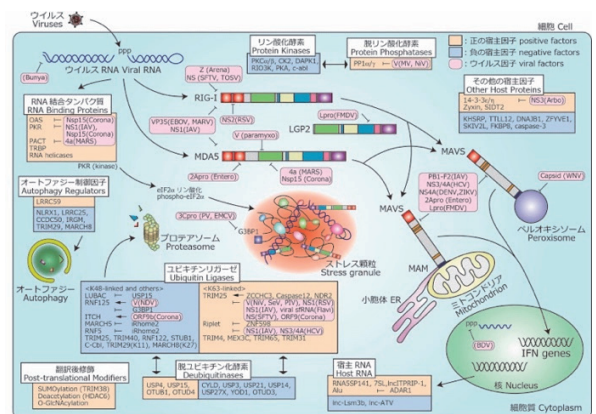 ウイルス
Viruses
ppp
ウイルス RNA Viral RNA
(Bunya)
リン酸化酵素
Protein Kinases
PKCα/β, CK2, DAPK1,
RIO3K, PKA, c-abl
脱リン酸化酵素
Protein Phosphatases
PP1α/γ
V(MV, NiV)
細胞 Cell
正の宿主因子 positive factors
負の宿主因子 negative factors
ウイルス因子 viral factors
その他の宿主因子
Other Host Proteins
14-3-3ε/η
NS3(Arbo)
Zyxin, SIDT2
KHSRP, TTLL12, DNAJB1, ZFYVE1,
SKIV2L, FKBP8, caspase-3
RNA 結合タンパク質
RNA Binding Proteins
OAS
Nsp15(Corona)
PKR
NS1(IAV),
Nsp15(Corona)
PACT
4a(MARS)
TRBP
RNA helicases
PKR (kinase)
Z (Arona)
NS (SFTV, TOSV)
RIG-I
NS2(RSV)
VP35(EBOV, MARV)
NS1(IAV)
V (paramyxo)
Lpro(FMDV)
LGP2
MDA5
2Apro (Entero)
4a (MARS)
Nsp15 (Corona)
MAVS
PB1-F2(IAV)
NS3/4A(HCV)
NS4A(DENV,ZIKV)
2Apro (Entero)
Lpro(FMDV)
Capsid (WNV)
ペルオキシソーム
Peroxisome
オートファジー制御因子
Autophagy Regulators
LRRC59
NLRX1, LRRC25,
CCDC50, IRGM,
TRIM29, MARCH8
オートファジー
Autophagy
eIF2α リン酸化
phospho-eIF2α
3Cpro (PV, EMCV)
G3BP1
プロテアソーム
Proteasome
ストレス顆粒
Stress granule
MAVS
MAM
小胞体 ER
ミトコンドリア
Mitochondrion
ユビキチンリガーゼ
Ubiquitin Ligases
<K48-linked and others>
LUBAC
USP15
RNF125
V(NDV)
G3BP1
ITCH
ORF9b(Corona)
MARCH5
iRhome2
RNF5
iRhome2
TRIM25, TRIM40, RNF122, STUB1,
C-Cbl, TRIM29(K11), MARCH8(K27)
<K63-linked>
TRIM25
ZCCHC3, Caspase12, NDR2
V(NiV, SeV, PIV), NS1(RSV)
NS1(IAV), viral sfRNA(Flavi)
NS(SFTV), ORF9(Corona)
Riplet
ZNF598
NS1(IAV), NS3/4A(HCV)
TRIM4, MEX3C, TRIM65, TRIM31
翻訳後修飾
Post-translational Modifiers
SUMOylation (TRIM38)
Deacetylation (HDAC6)
O-GlcNAcylation
脱ユビキチン化酵素
Deubiquitinases
USP4, USP15,
OTUB1, OTUD4
CYLD, USP3, USP21, USP14,
USP27X, YOD1, OTUD3,
宿主 RNA
Host RNA
RNA5SP141, 7SL, lncITPRIP-1,
Alu
ADAR1
lnc-Lsm3b, lnc-ATV
ppp
(BDV)
IFN genes
核 Nucleus
細胞質 Cytoplasm